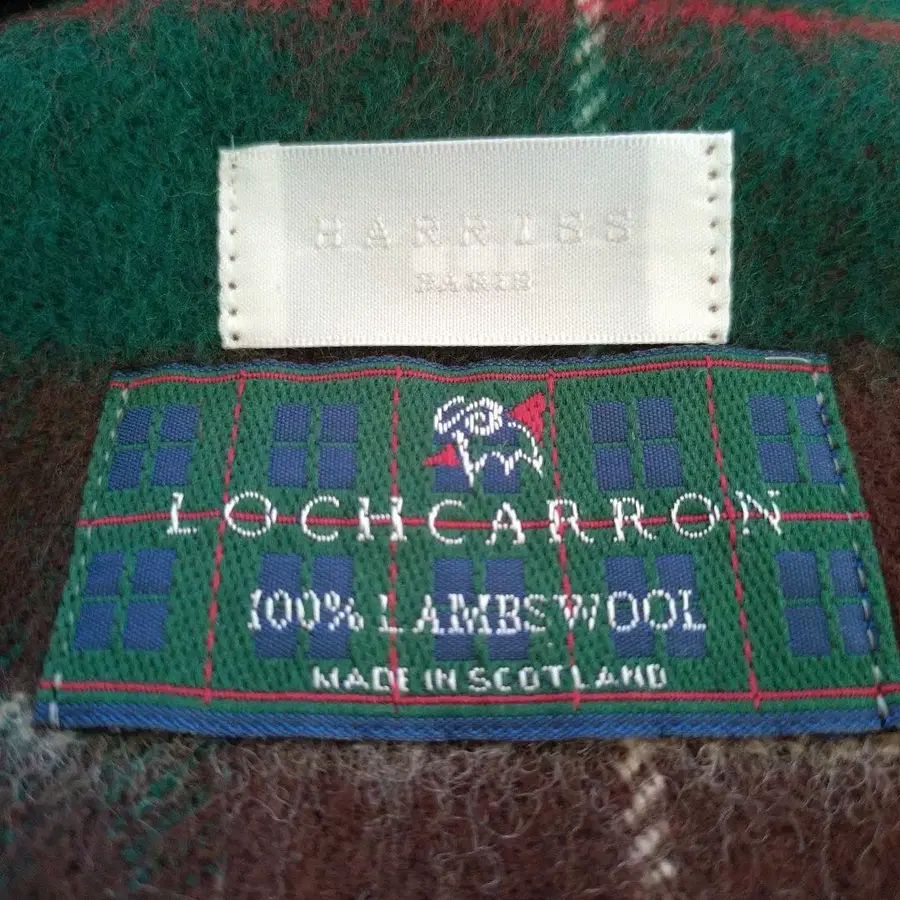 HARRISS
LOCHCARRON
100% LAMBSWOOL
MADE IN SCOTLAND